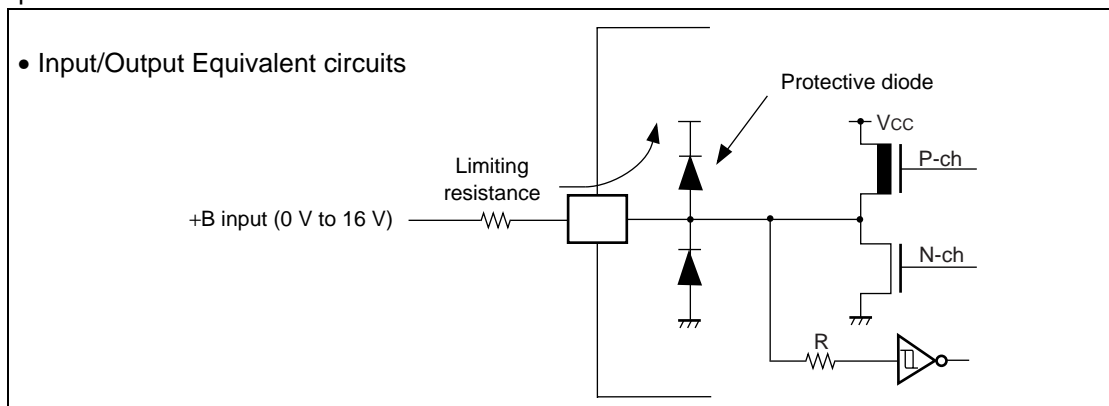 • Input/Output Equivalent circuits
Protective diode
VCC
Limiting
resistance
P-ch
+B input (0 V to 16 V)
N-ch
R